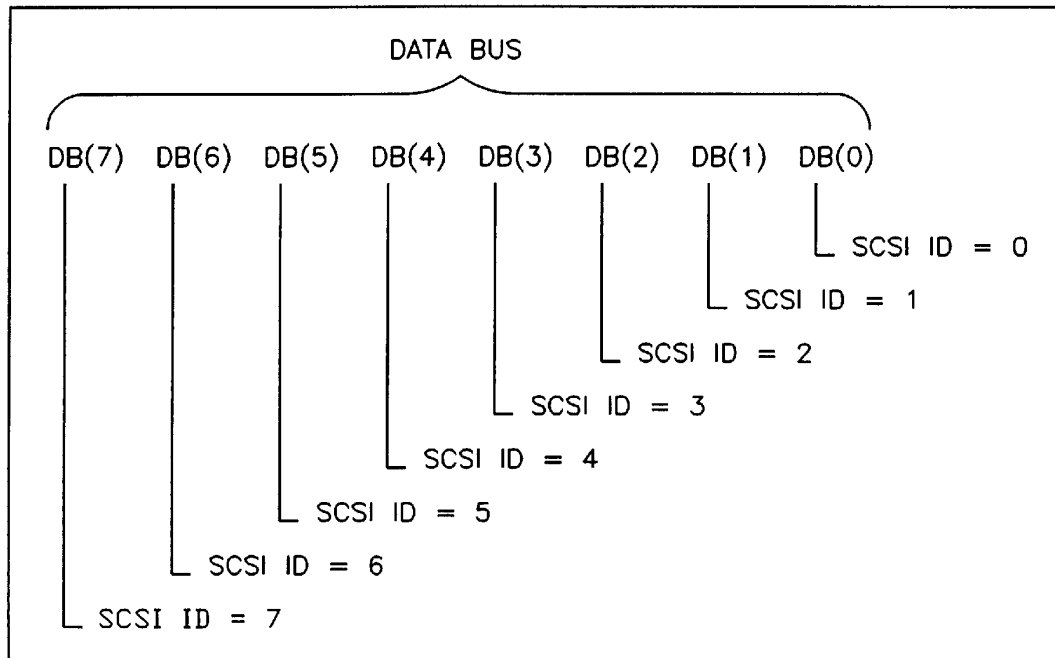 DATA BUS
DB(7) DB(6) DB(5) DB(4) DB(3) DB(2) DB(1) DB(0)
SCSI ID = 0
SCSI ID = 1
SCSI ID = 2
SCSI ID = 3
SCSI ID = 4
SCSI ID = 5
SCSI ID = 6
SCSI ID = 7